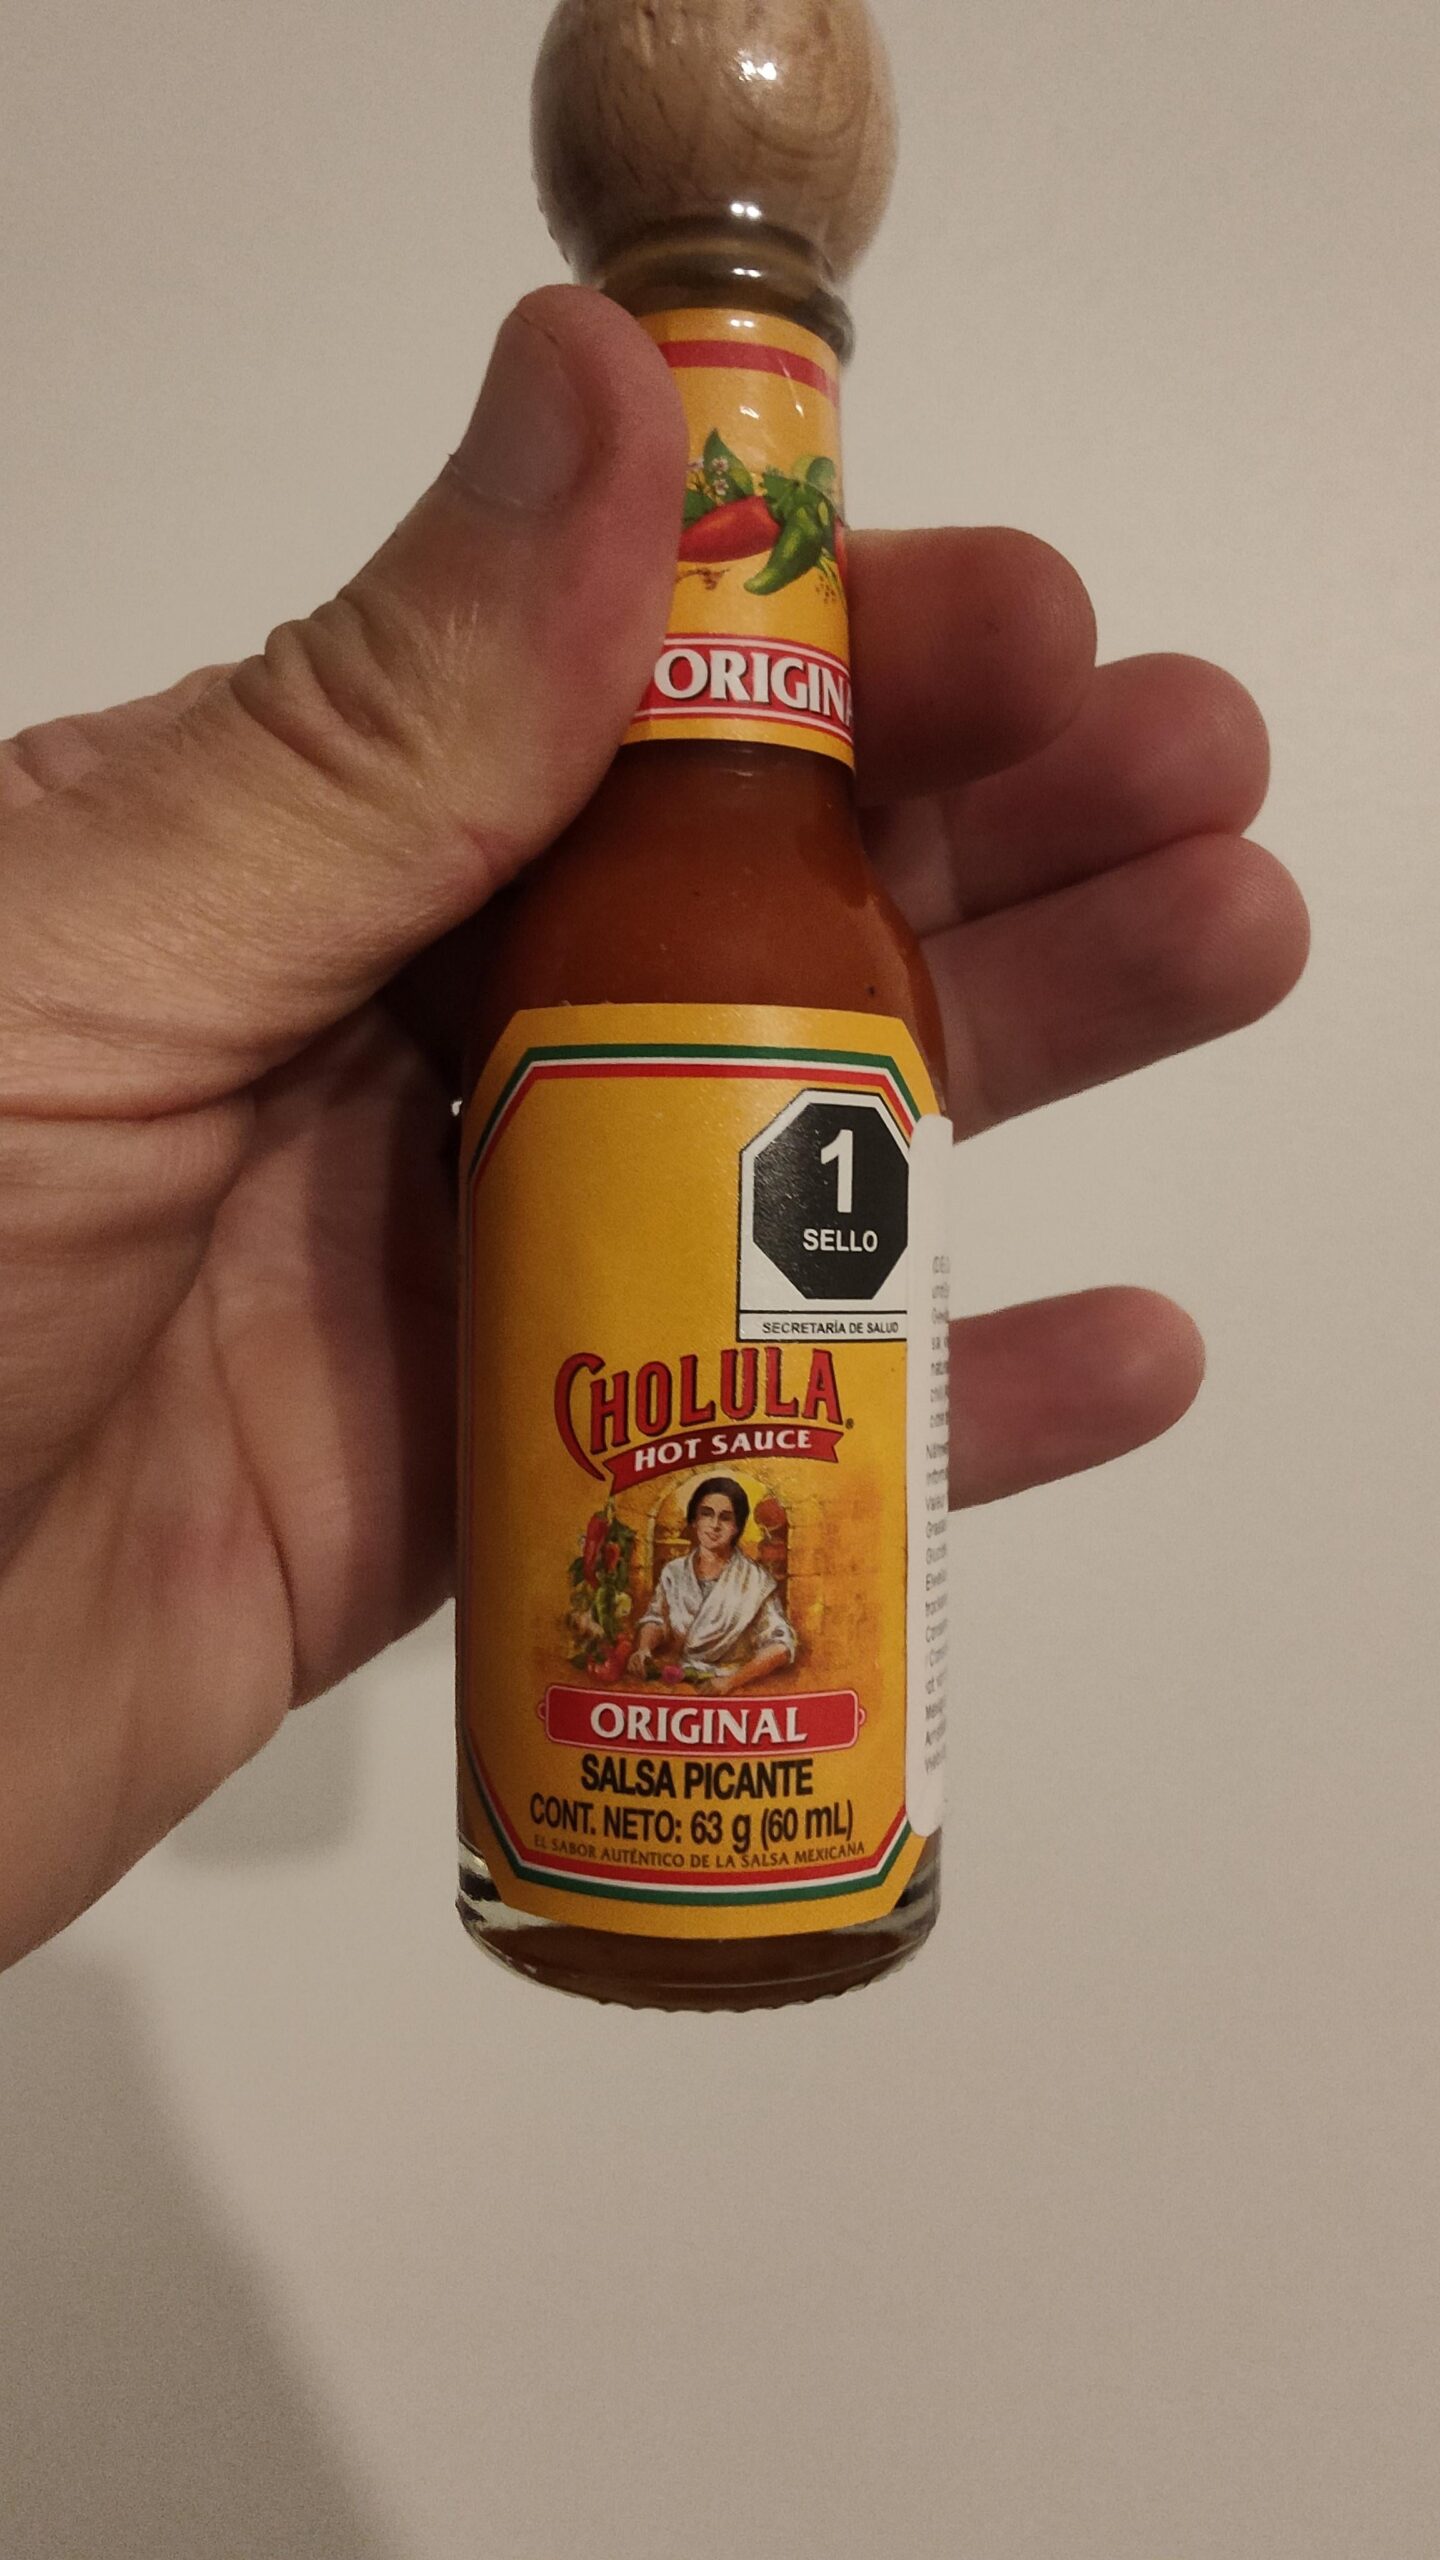 ORIGIN
1
SELLO
SECRETARÍA DE SALUD
CHOLULA®
HOT SAUCE
ORIGINAL
SALSA PICANTE
CONT. NETO: 63 g (60 mL)
EL SABOR AUTÉNTICO DE LA SALSA MEXICANA